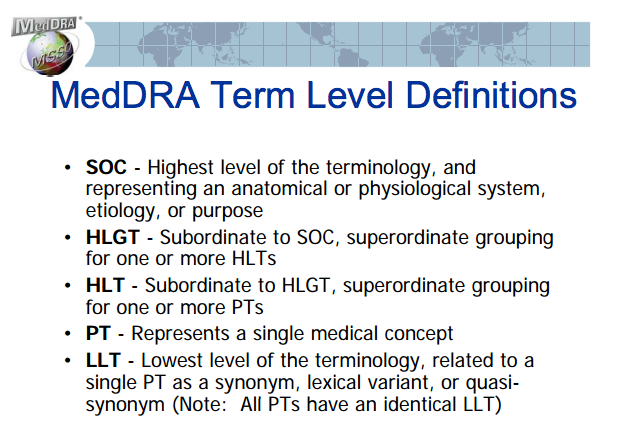 MedDRA
MSSO
MedDRA Term Level Definitions
• SOC - Highest level of the terminology, and
representing an anatomical or physiological system,
etiology, or purpose
• HLGT - Subordinate to SOC, superordinate grouping
for one or more HLTs
• HLT - Subordinate to HLGT, superordinate grouping
for one or more PTs
• PT - Represents a single medical concept
• LLT - Lowest level of the terminology, related to a
single PT as a synonym, lexical variant, or quasi-
synonym (Note: All PTs have an identical LLT)